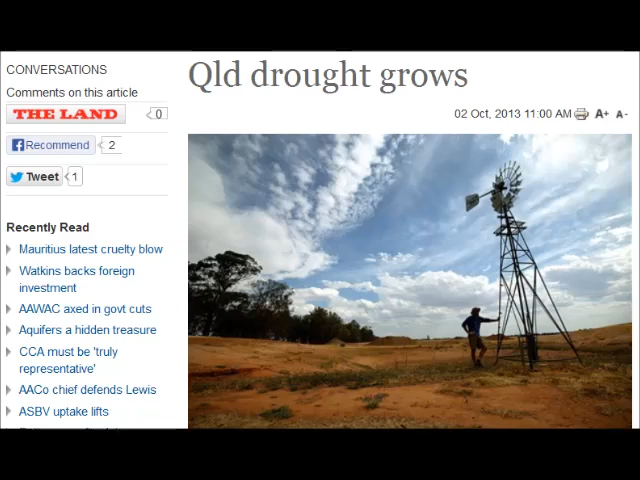 CONVERSATIONS
Comments on this article
THE LAND 0
Recommend 2
Tweet 1
Recently Read
Mauritius latest cruelty blow
Watkins backs foreign
investment
AAWAC axed in govt cuts
Aquifers a hidden treasure
CCA must be 'truly
representative'
AACo chief defends Lewis
ASBV uptake lifts
Qld drought grows
02 Oct, 2013 11:00 AM A+ A-